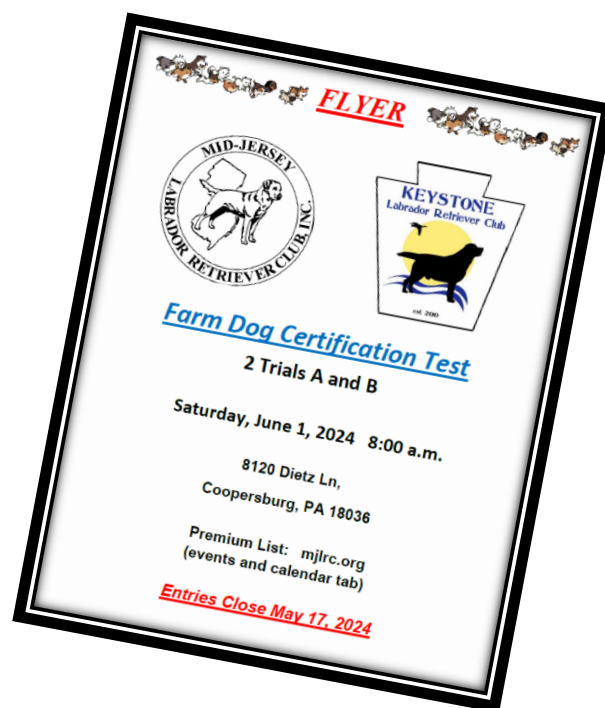 FLYER
MID-JERSEY
LABRADOR RETRIEVER CLUB, INC.
KEYSTONE
Labrador Retriever Club
est. 2010
Farm Dog Certification Test
2 Trials A and B
Saturday, June 1, 2024 8:00 a.m.
8120 Dietz Ln,
Coopersburg, PA 18036
Premium List: mjlrc.org
(events and calendar tab)
Entries Close May 17, 2024